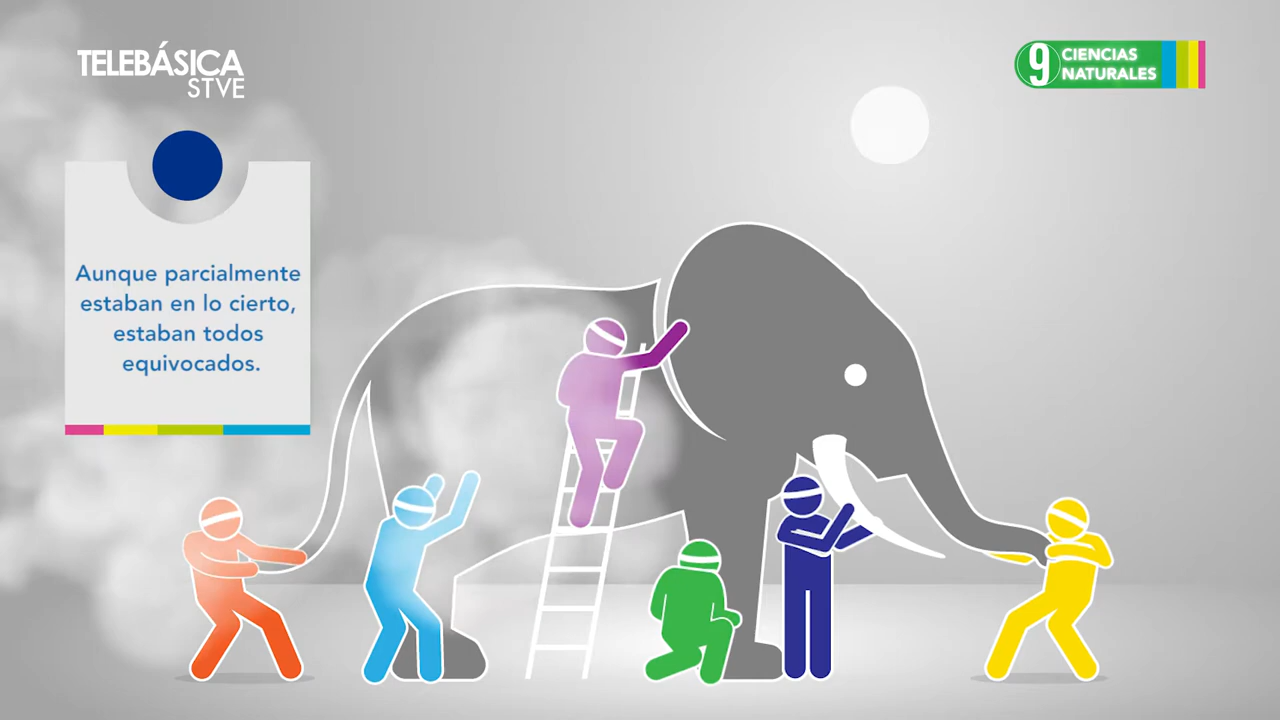 TELEBÁSICA
STVE
9 CIENCIAS
NATURALES
Aunque parcialmente
estaban en lo cierto,
estaban todos
equivocados.